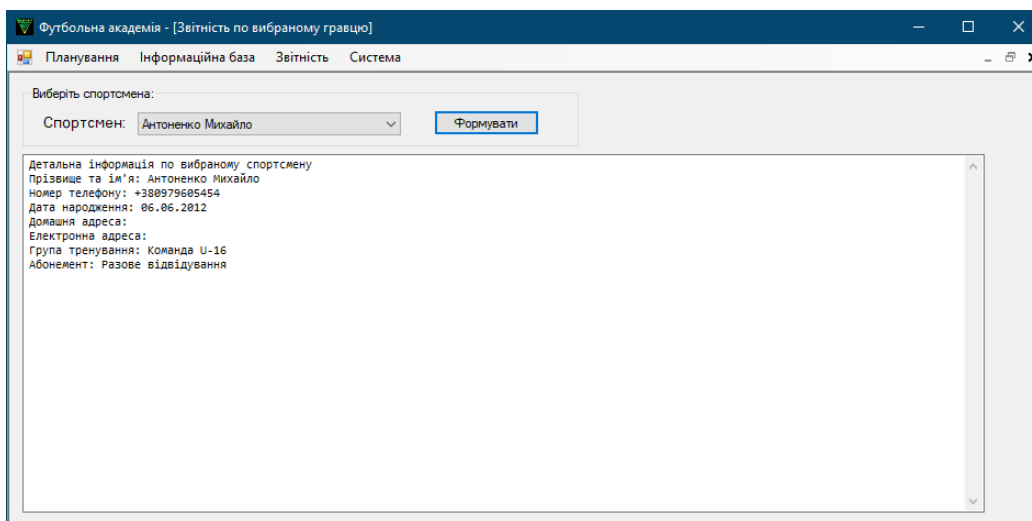 Футбольна академія - [Звітність по вибраному гравцю]
Планування Інформаційна база Звітність Система
Виберіть спортсмена:
Спортсмен: Антоненко Михайло Формувати
Детальна інформація по вибраному спортсмену
Прізвище та ім'я: Антоненко Михайло
Номер телефону: +380979605454
Дата народження: 06.06.2012
Домашня адреса:
Електронна адреса:
Група тренування: Команда U-16
Абонемент: Разове відвідування